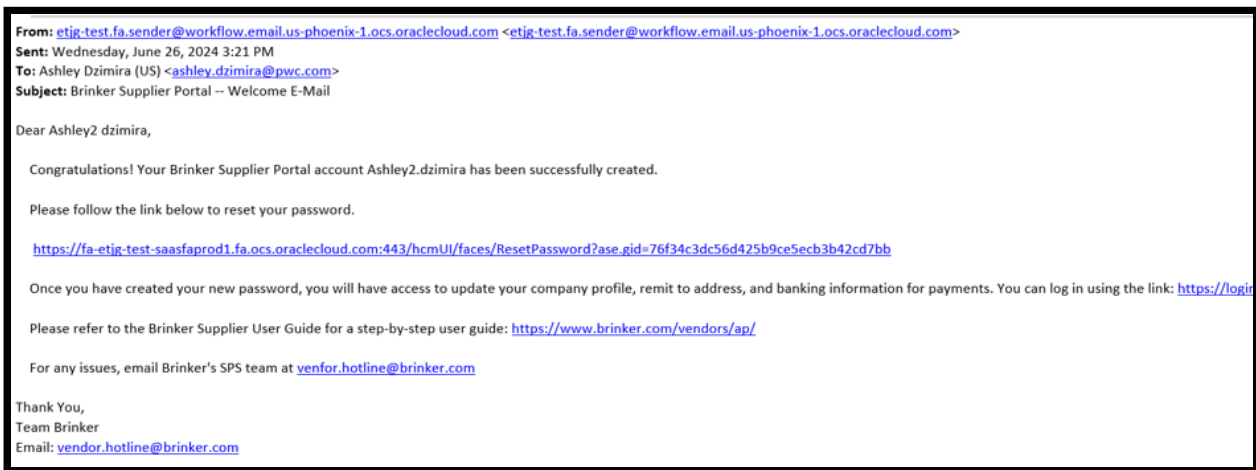 From: etjg-test.fa.sender@workflow.email.us-phoenix-1.ocs.oraclecloud.com <etjg-test.fa.sender@workflow.email.us-phoenix-1.ocs.oraclecloud.com>
Sent: Wednesday, June 26, 2024 3:21 PM
To: Ashley Dzimira (US) <ashley.dzimira@pwc.com>
Subject: Brinker Supplier Portal -- Welcome E-Mail
Dear Ashley2 dzimira,
Congratulations! Your Brinker Supplier Portal account Ashley2.dzimira has been successfully created.
Please follow the link below to reset your password.
https://fa-etjg-test-saasfaprod1.fa.ocs.oraclecloud.com:443/hcmUI/faces/ResetPassword?ase.gid=76f34c3dc56d425b9ce5ecb3b42cd7bb
Once you have created your new password, you will have access to update your company profile, remit to address, and banking information for payments. You can log in using the link: https://login
Please refer to the Brinker Supplier User Guide for a step-by-step user guide: https://www.brinker.com/vendors/ap/
For any issues, email Brinker's SPS team at venfor.hotline@brinker.com
Thank You,
Team Brinker
Email: vendor.hotline@brinker.com